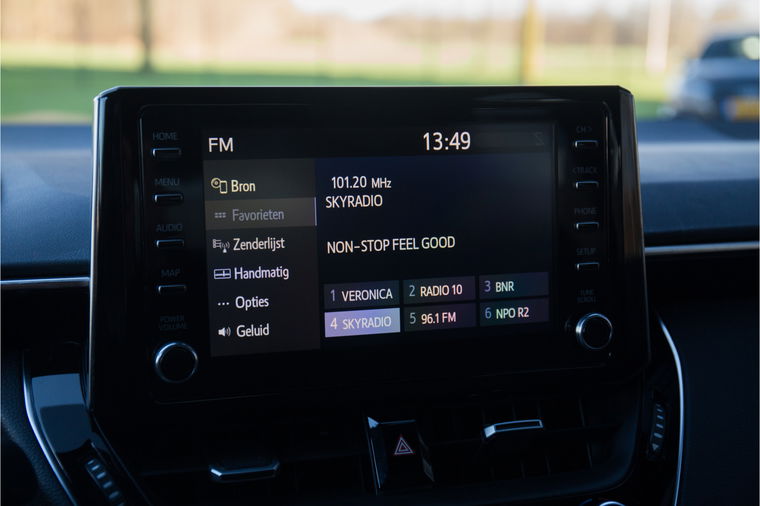 FM 13:49
HOME
MENU
AUDIO
MAP
POWER
VOLUME
Bron
Favorieten
Zenderlijst
Handmatig
Opties
Geluid
101.20 MHz
SKYRADIO
NON-STOP FEEL GOOD
1 VERONICA 2 RADIO 10 3 BNR
4 SKYRADIO 5 96.1 FM 6 NPO R2
CH >
<TRACK
PHONE
SETUP
TUNE
SCROLL